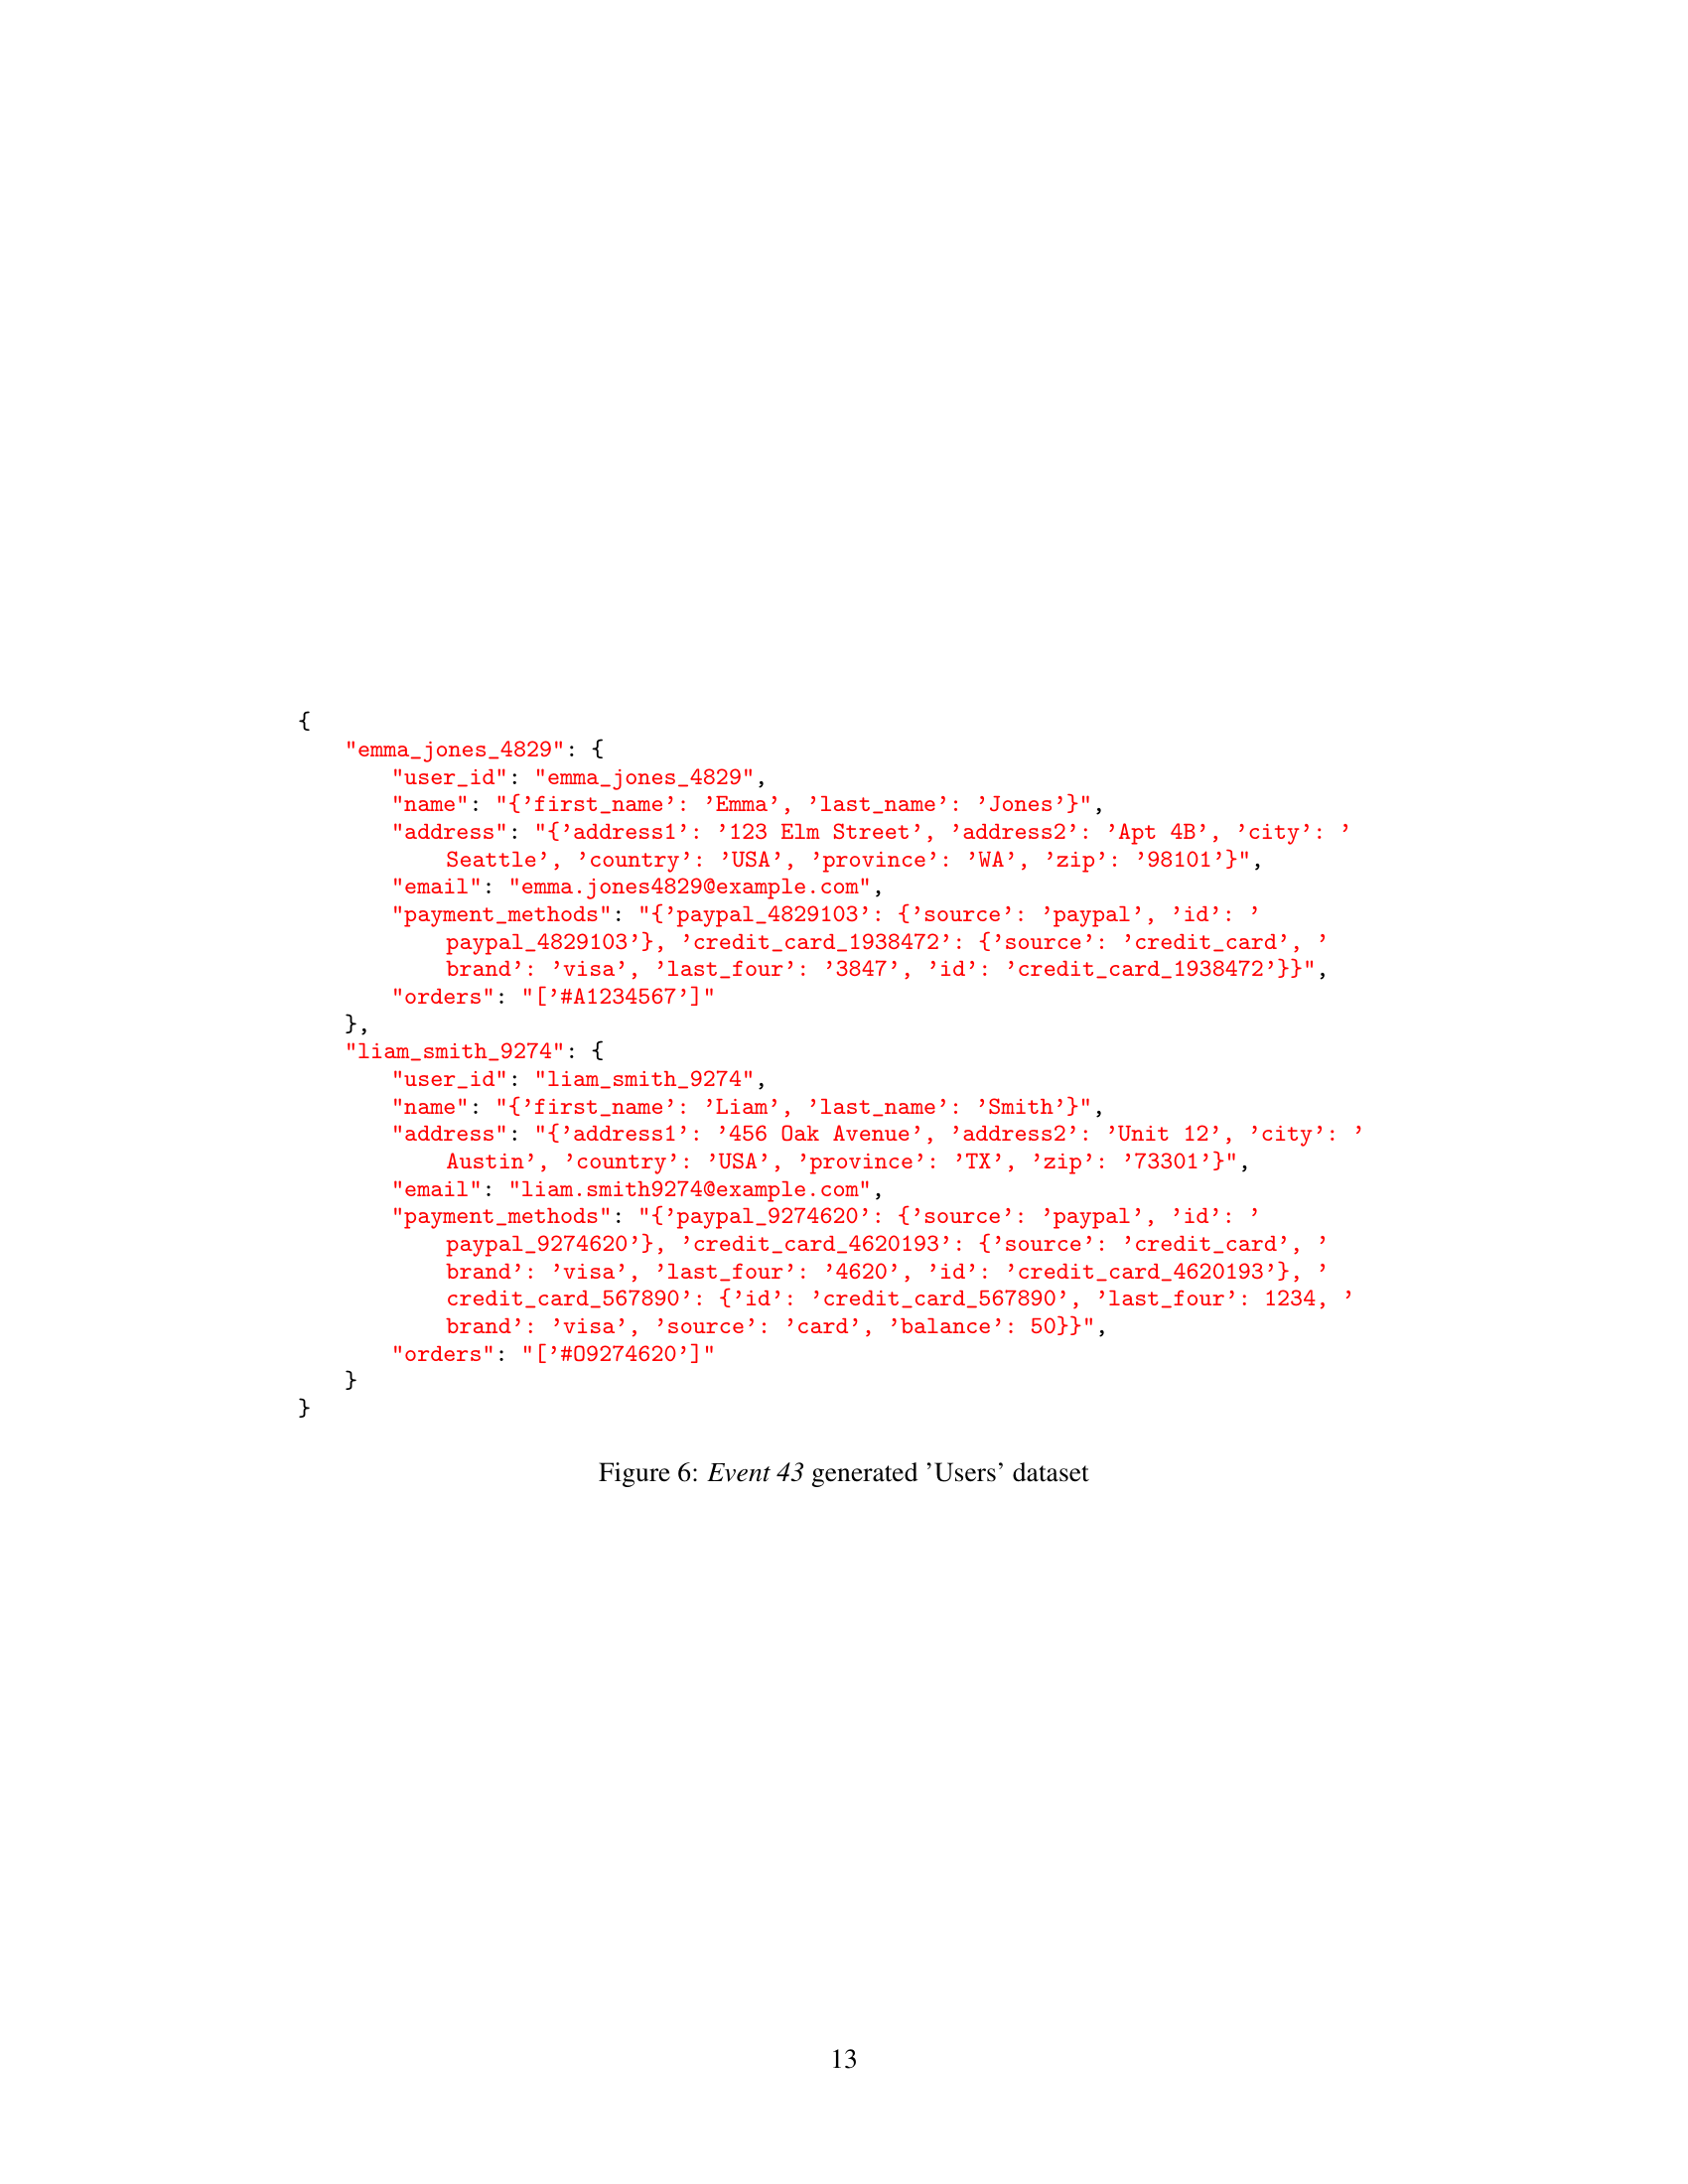 {
"emma_jones_4829": {
"user_id": "emma_jones_4829",
"name": "{’first_name’: ’Emma’, ’last_name’: ’Jones’}",
"address": "{’address1’: ’123 Elm Street’, ’address2’: ’Apt 4B’, ’city’: ’
Seattle’, ’country’: ’USA’, ’province’: ’WA’, ’zip’: ’98101’}",
"email": "emma.jones4829@example.com",
"payment_methods": "{’paypal_4829103’: {’source’: ’paypal’, ’id’: ’
paypal_4829103’}, ’credit_card_1938472’: {’source’: ’credit_card’, ’
brand’: ’visa’, ’last_four’: ’3847’, ’id’: ’credit_card_1938472’}}",
"orders": "[’#A1234567’]"
},
"liam_smith_9274": {
"user_id": "liam_smith_9274",
"name": "{’first_name’: ’Liam’, ’last_name’: ’Smith’}",
"address": "{’address1’: ’456 Oak Avenue’, ’address2’: ’Unit 12’, ’city’: ’
Austin’, ’country’: ’USA’, ’province’: ’TX’, ’zip’: ’73301’}",
"email": "liam.smith9274@example.com",
"payment_methods": "{’paypal_9274620’: {’source’: ’paypal’, ’id’: ’
paypal_9274620’}, ’credit_card_4620193’: {’source’: ’credit_card’, ’
brand’: ’visa’, ’last_four’: ’4620’, ’id’: ’credit_card_4620193’}, ’
credit_card_567890’: {’id’: ’credit_card_567890’, ’last_four’: 1234, ’
brand’: ’visa’, ’source’: ’card’, ’balance’: 50}}",
"orders": "[’#O9274620’]"
}
}
Figure 6: Event 43 generated ’Users’ dataset
13